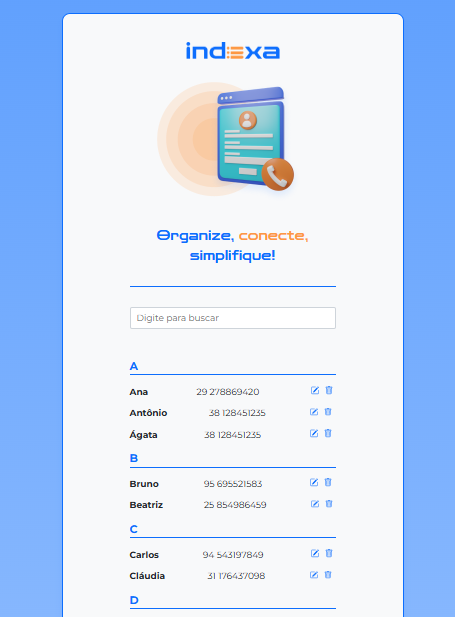 indexa
Organize, conecte,
simplifique!
Digite para buscar
A
Ana 29 278869420
Antônio 38 128451235
Ágata 38 128451235
B
Bruno 95 695521583
Beatriz 25 854986459
C
Carlos 94 543197849
Cláudia 31 176437098
D